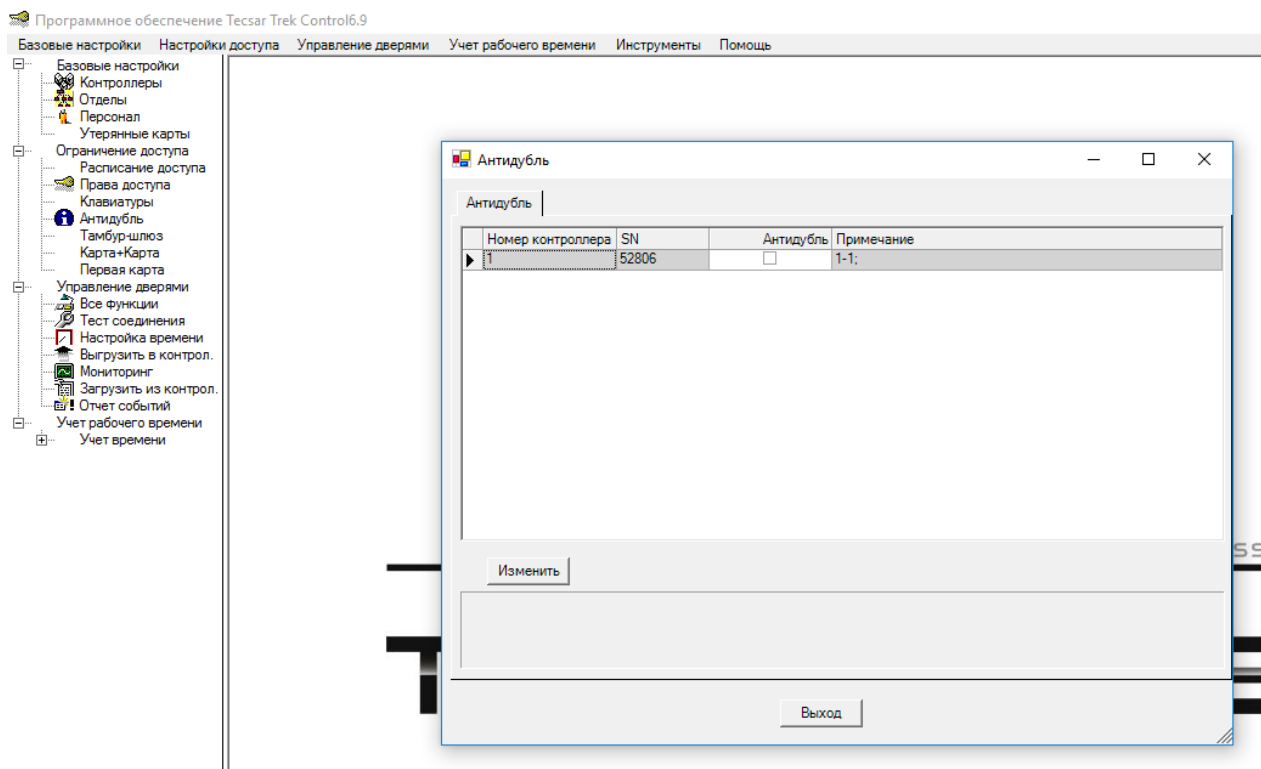 Программное обеспечение Tecsar Trek Control6.9
Базовые настройки Настройки доступа Управление дверями Учет рабочего времени Инструменты Помощь
Базовые настройки
Контроллеры
Отделы
Персонал
Утерянные карты
Ограничение доступа
Расписание доступа
Права доступа
Клавиатуры
Антидубль
Тамбур-шлюз
Карта+Карта
Первая карта
Управление дверями
Все функции
Тест соединения
Настройка времени
Выгрузить в контрол.
Мониторинг
Загрузить из контрол.
Отчет событий
Учет рабочего времени
Учет времени
Антидубль
Антидубль
Номер контроллера SN Антидубль Примечание
1 52806 1-1;
Изменить
Выход